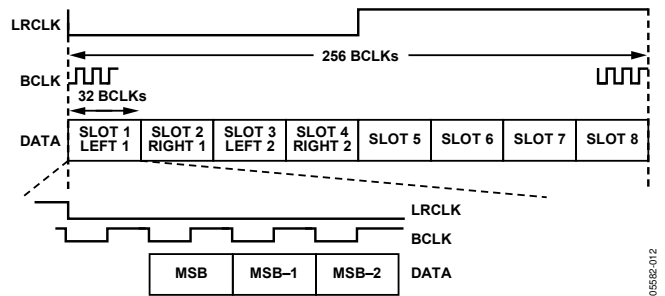 LRCLK
256 BCLKs
BCLK
32 BCLKs
DATA
SLOT 1
LEFT 1
SLOT 2
RIGHT 1
SLOT 3
LEFT 2
SLOT 4
RIGHT 2
SLOT 5
SLOT 6
SLOT 7
SLOT 8
LRCLK
BCLK
MSB
MSB–1
MSB–2
DATA
05582-012